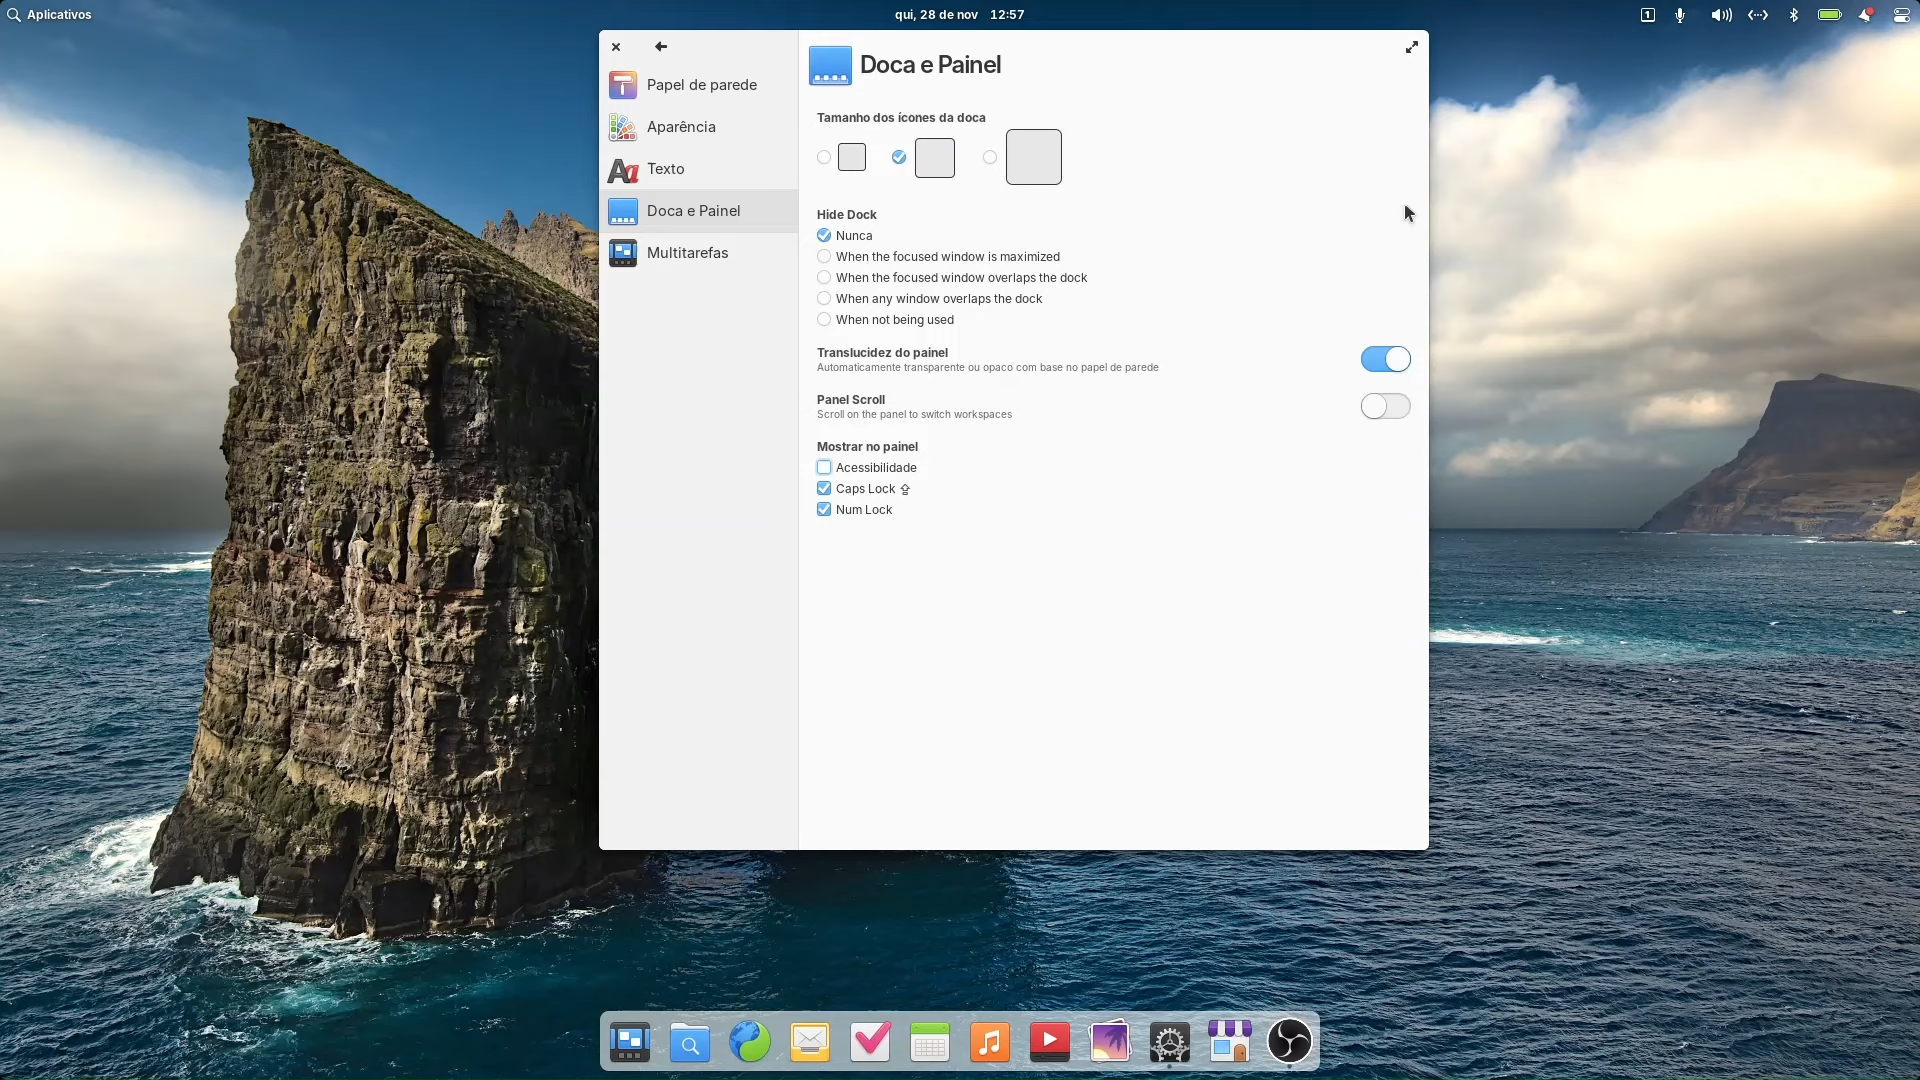 Aplicativos
qui, 28 de nov 12:57
1
Papel de parede
Aparência
Texto
Doca e Painel
Multitarefas
Doca e Painel
Tamanho dos ícones da doca
Hide Dock
Nunca
When the focused window is maximized
When the focused window overlaps the dock
When any window overlaps the dock
When not being used
Translucidez do painel
Automaticamente transparente ou opaco com base no papel de parede
Panel Scroll
Scroll on the panel to switch workspaces
Mostrar no painel
Acessibilidade
Caps Lock ⇪
Num Lock